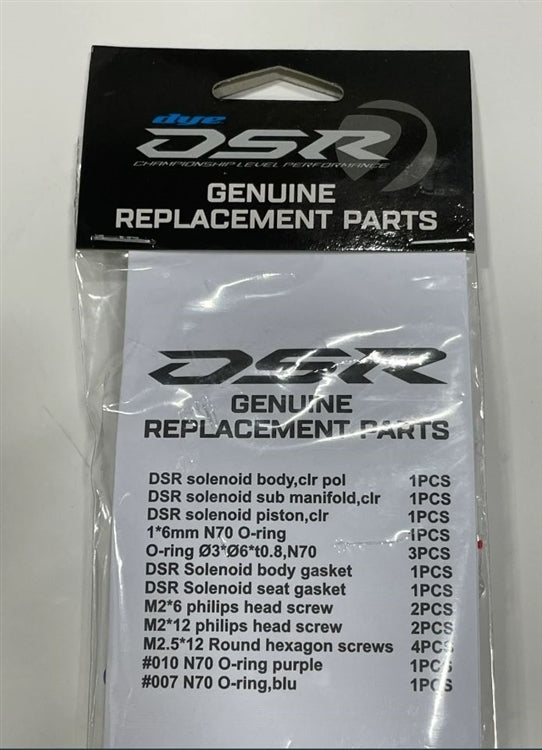 dye
DSR
CHAMPIONSHIP LEVEL PERFORMANCE
GENUINE
REPLACEMENT PARTS
DSR
GENUINE
REPLACEMENT PARTS
DSR solenoid body,clr pol 1PCS
DSR solenoid sub manifold,clr 1PCS
DSR solenoid piston,clr 1PCS
1*6mm N70 O-ring 1PCS
O-ring Ø3*Ø6*t0.8,N70 3PCS
DSR Solenoid body gasket 1PCS
DSR Solenoid seat gasket 1PCS
M2*6 philips head screw 2PCS
M2*12 philips head screw 2PCS
M2.5*12 Round hexagon screws 4PCS
#010 N70 O-ring purple 1PCS
#007 N70 O-ring,blu 1PCS